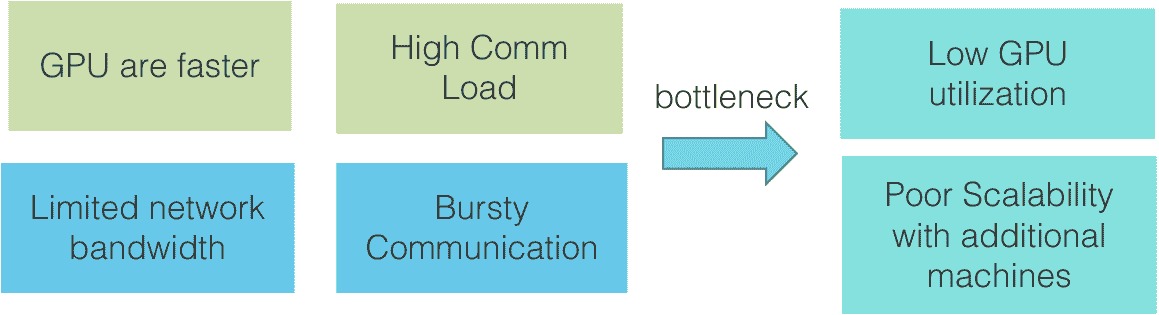 GPU are faster
High Comm
Load
Limited network
bandwidth
Bursty
Communication
bottleneck
Low GPU
utilization
Poor Scalability
with additional
machines